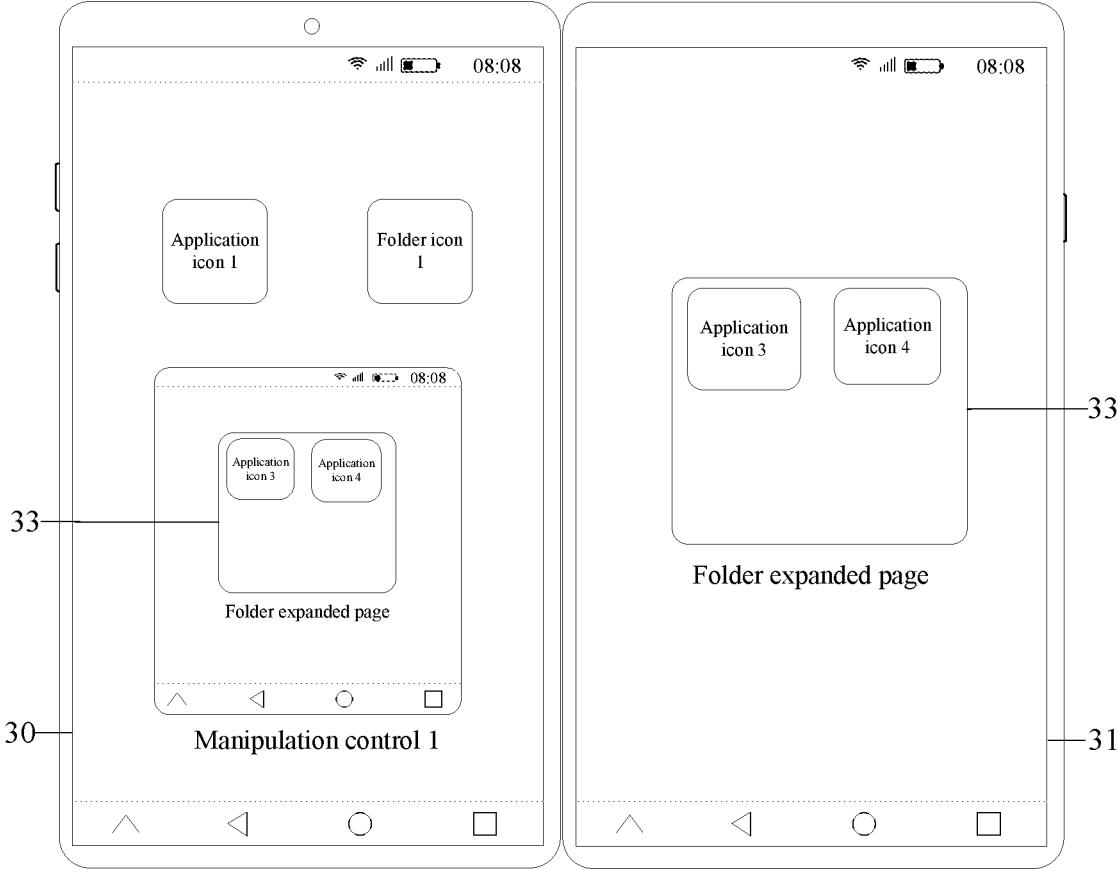 08:08
Application
icon 1
Folder icon
1
08:08
Application
icon 3
Application
icon 4
33
Folder expanded page
30
Manipulation control 1
08:08
Application
icon 3
Application
icon 4
33
Folder expanded page
31